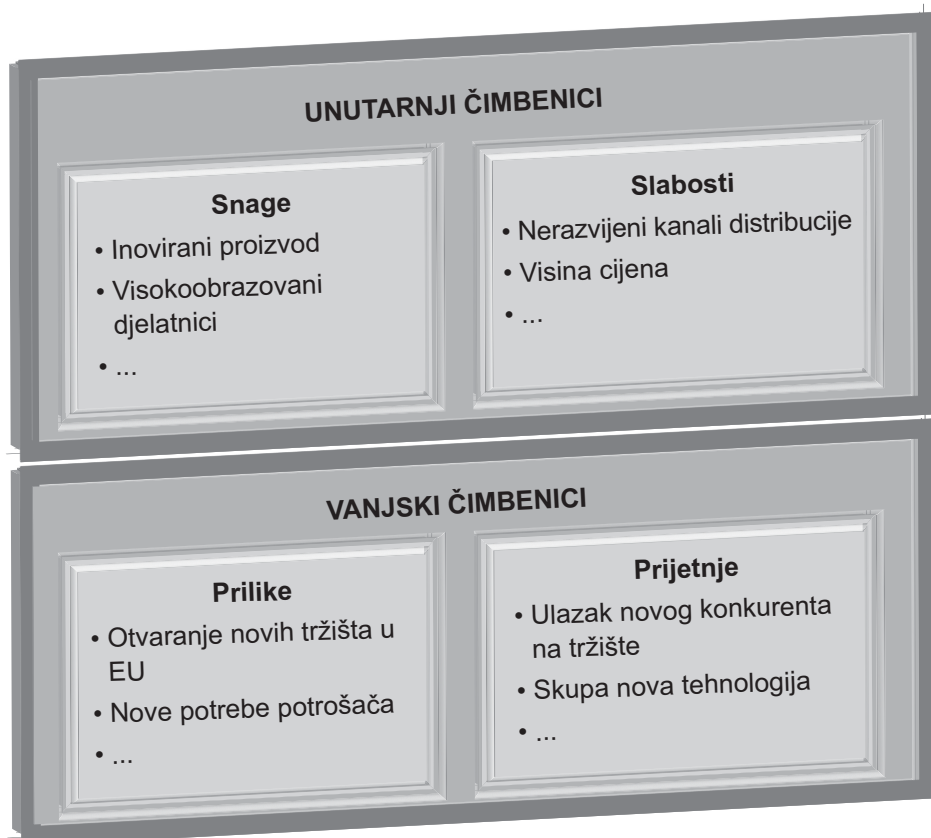 UNUTARNJI ČIMBENICI
Snage
• Inovirani proizvod
• Visokoobrazovani
djelatnici
• ...
Slabosti
• Nerazvijeni kanali distribucije
• Visina cijena
• ...
VANJSKI ČIMBENICI
Prilike
• Otvaranje novih tržišta u
EU
• Nove potrebe potrošača
• ...
Prijetnje
• Ulazak novog konkurenta
na tržište
• Skupa nova tehnologija
• ...